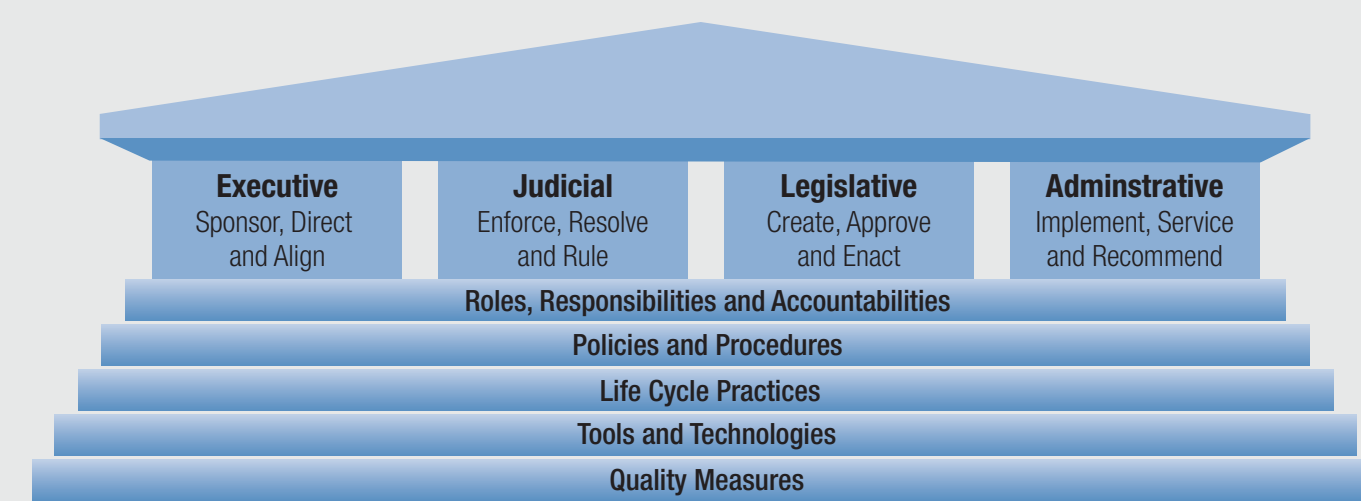 Executive
Sponsor, Direct
and Align
Judicial
Enforce, Resolve
and Rule
Legislative
Create, Approve
and Enact
Adminstrative
Implement, Service
and Recommend
Roles, Responsibilities and Accountabilities
Policies and Procedures
Life Cycle Practices
Tools and Technologies
Quality Measures